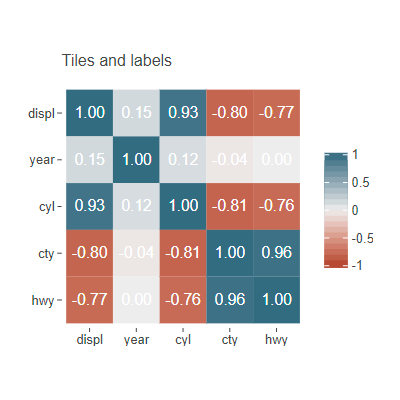 Tiles and labels
displ 1.00 0.15 0.93 -0.80 -0.77
year 0.15 1.00 0.12 -0.04 0.00
cyl 0.93 0.12 1.00 -0.81 -0.76
cty -0.80 -0.04 -0.81 1.00 0.96
hwy -0.77 0.00 -0.76 0.96 1.00
displ year cyl cty hwy
1
0.5
0
-0.5
-1